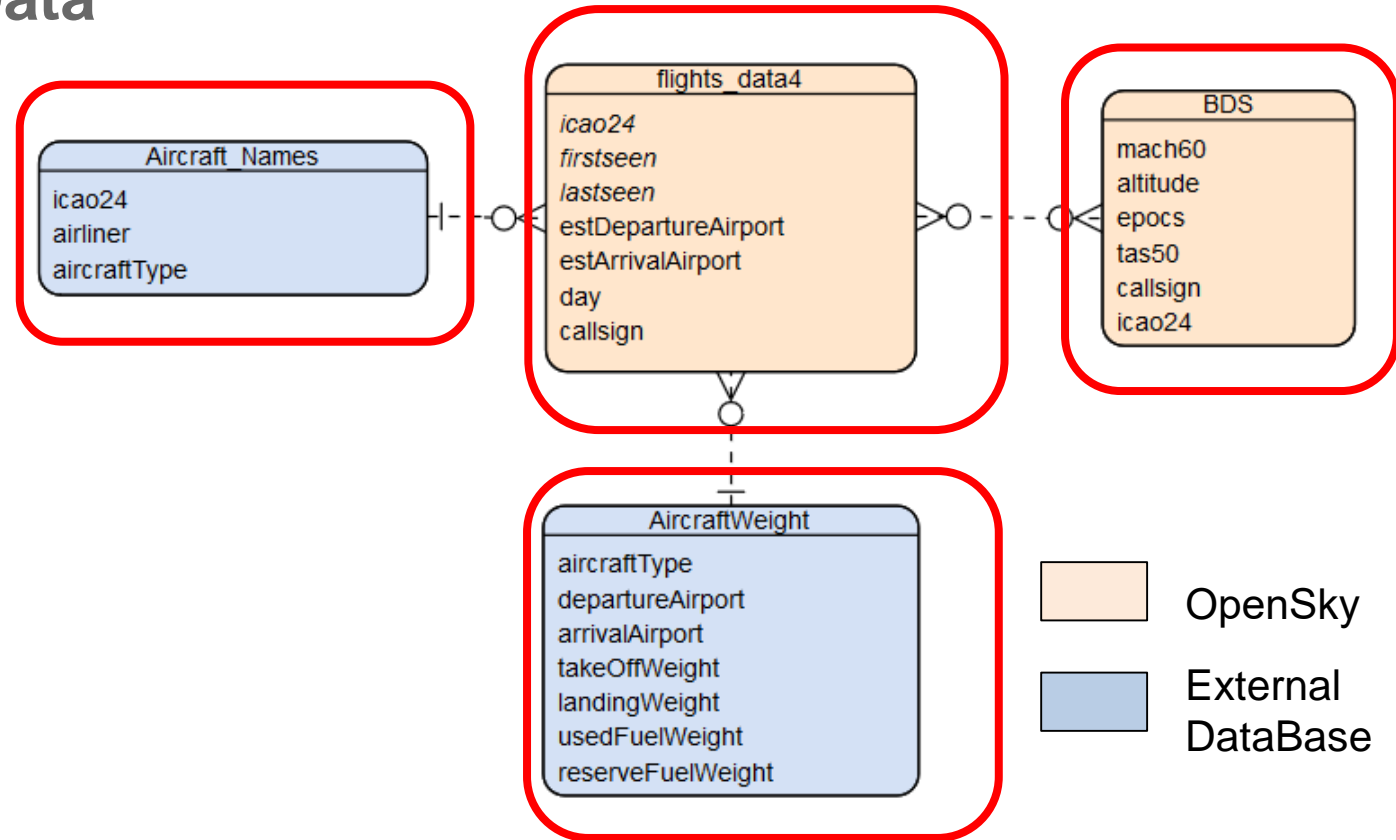 Aircraft_Names
icao24
airliner
aircraftType
flights_data4
icao24
firstseen
lastseen
estDepartureAirport
estArrivalAirport
day
callsign
BDS
mach60
altitude
epocs
tas50
callsign
icao24
AircraftWeight
aircraftType
departureAirport
arrivalAirport
takeOffWeight
landingWeight
usedFuelWeight
reserveFuelWeight
OpenSky
External
DataBase